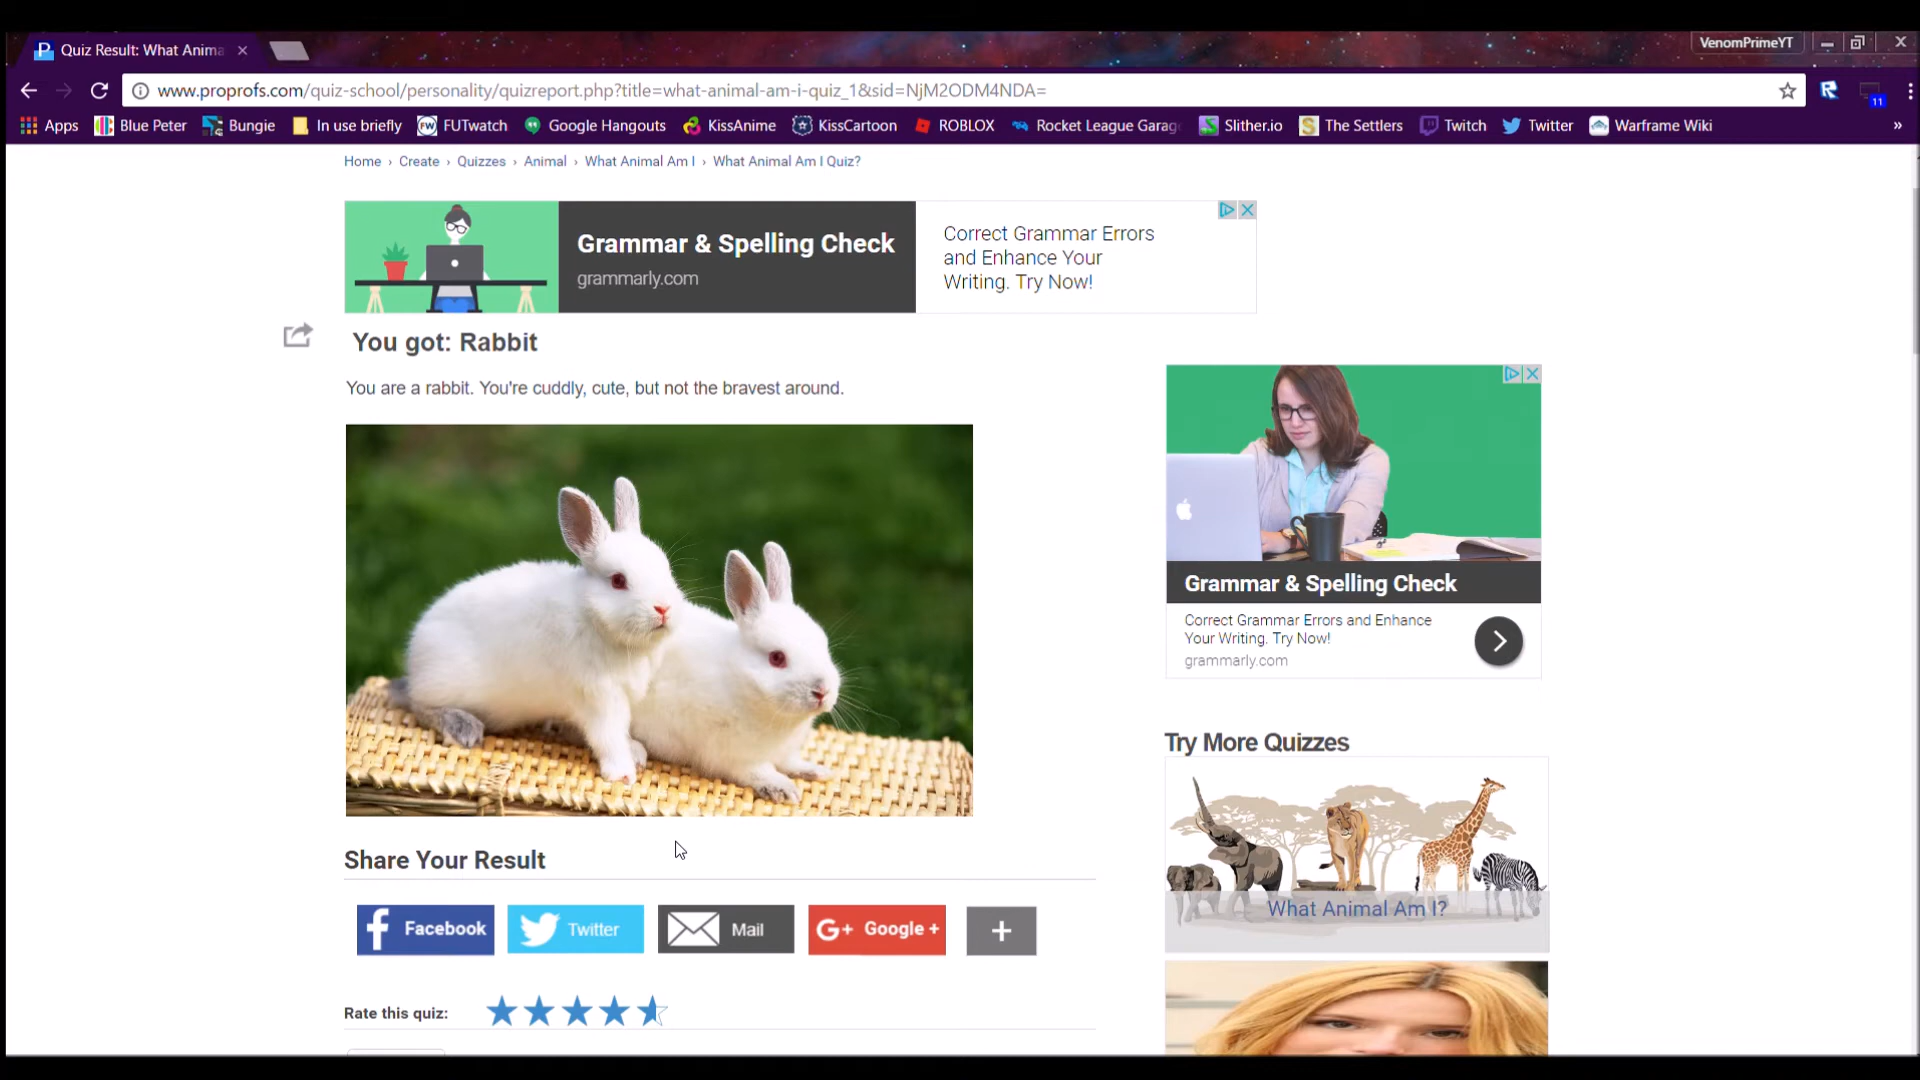 Quiz Result: What Anima
VenomPrimeYT
www.proprofs.com/quiz-school/personality/quizreport.php?title=what-animal-am-i-quiz_1&sid=NjM2ODM4NDA=
11
Apps Blue Peter Bungie In use briefly FUTwatch Google Hangouts KissAnime KissCartoon ROBLOX Rocket League Garag Slither.io The Settlers Twitch Twitter Warframe Wiki »
Home › Create › Quizzes › Animal › What Animal Am I › What Animal Am I Quiz?
Grammar & Spelling Check
grammarly.com
Correct Grammar Errors
and Enhance Your
Writing. Try Now!
You got: Rabbit
You are a rabbit. You're cuddly, cute, but not the bravest around.
Grammar & Spelling Check
Correct Grammar Errors and Enhance
Your Writing. Try Now!
grammarly.com
Try More Quizzes
What Animal Am I?
Share Your Result
Facebook Twitter Mail G+ Google + +
Rate this quiz: